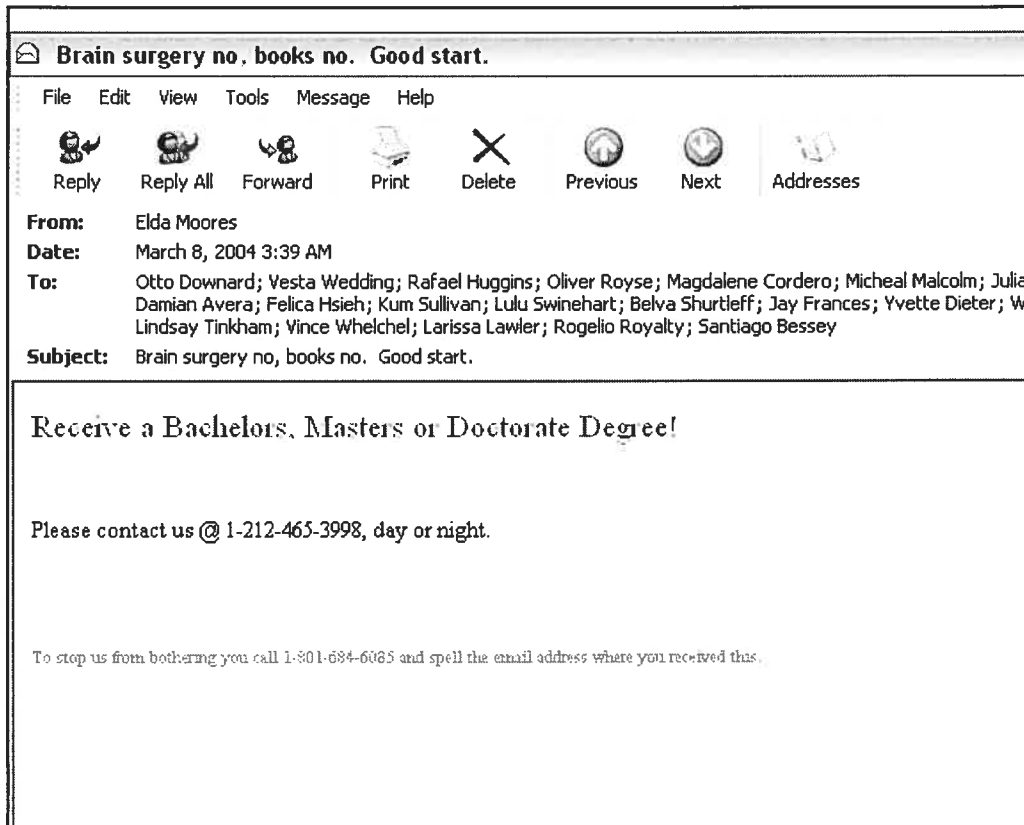 Brain surgery no, books no. Good start.
File Edit View Tools Message Help
Reply Reply All Forward Print Delete Previous Next Addresses
From: Elda Moores
Date: March 8, 2004 3:39 AM
To: Otto Downard; Vesta Wedding; Rafael Huggins; Oliver Royse; Magdalene Cordero; Micheal Malcolm;
Damian Avera; Felica Hsieh; Kum Sullivan; Lulu Swinehart; Belva Shurtleff; Jay Frances; Yvette Dieter;
Lindsay Tinkham; Vince Whelchel; Larissa Lawler; Rogelio Royalty; Santiago Bessey
Subject: Brain surgery no, books no. Good start.
Receive a Bachelors, Masters or Doctorate Degree!
Please contact us @ 1-212-465-3998, day or night.
To stop us from bothering you call 1-801-684-6085 and spell the email address where you received this.